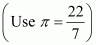 (Use π = 22/7)